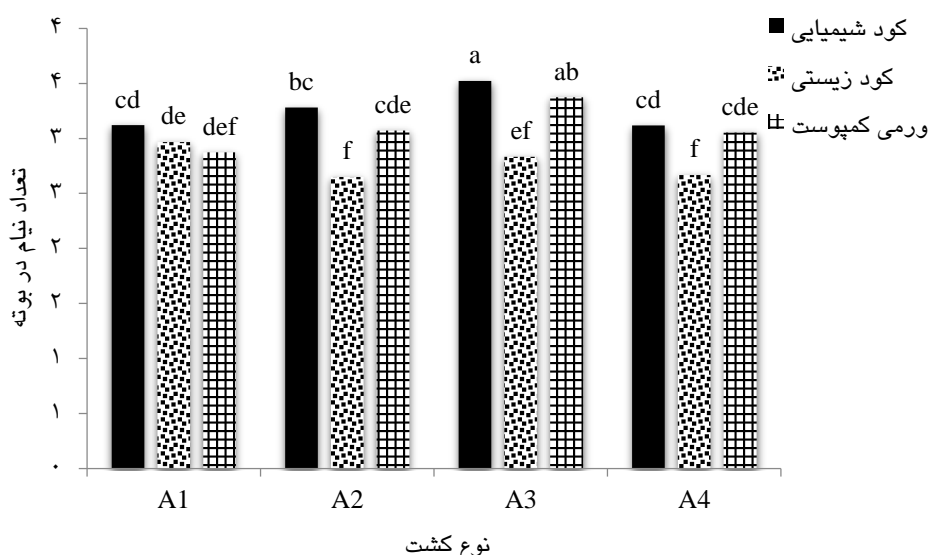 کود شیمیایی
کود زیستی
ورمی کمپوست
تعداد نیام در بوته
۴
۴
۳
۳
۲
۲
۱
۱
۰
cd
de
def
bc
f
cde
a
ef
ab
cd
f
cde
A1
A2
A3
A4
نوع کشت